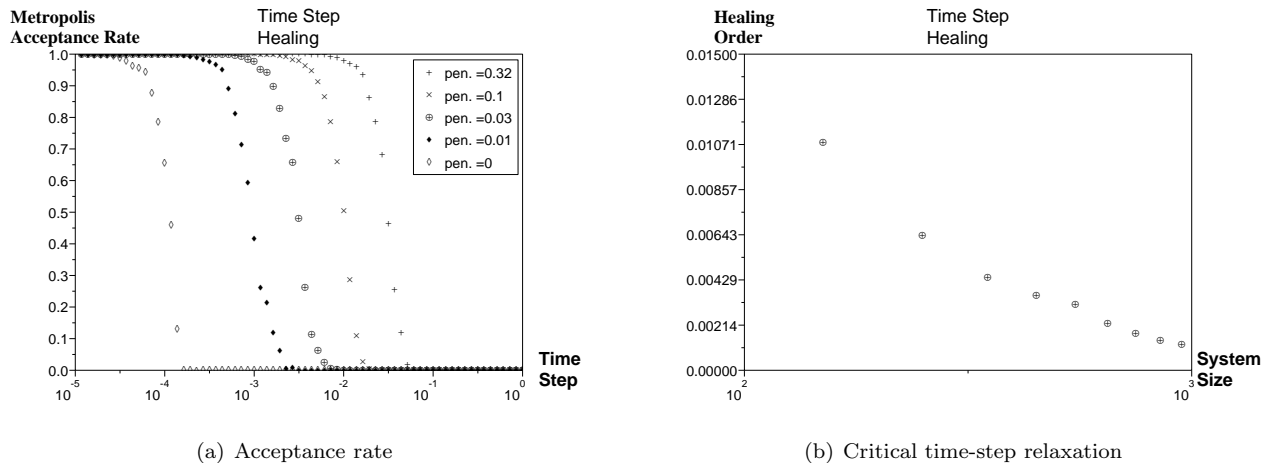 Metropolis
Acceptance Rate
Time Step
Healing
1.0
0.9
0.8
0.7
0.6
0.5
0.4
0.3
0.2
0.1
0.0
pen. =0.32
pen. =0.1
pen. =0.03
pen. =0.01
pen. =0
10^-5
10^-4
10^-3
10^-2
10^-1
10^0
Time
Step
(a) Acceptance rate
Healing
Order
Time Step
Healing
0.01500
0.01286
0.01071
0.00857
0.00643
0.00429
0.00214
0.00000
10^2
10^3
System
Size
(b) Critical time-step relaxation